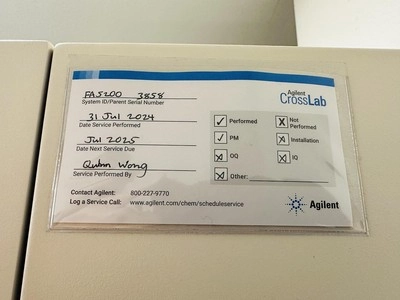 FA5200 3858
System ID/Parent Serial Number
31 Jul 2024
Date Service Performed
Jul 2025
Date Next Service Due
Quinn Wong
Service Performed By
Contact Agilent: 800-227-9770
Log a Service Call: www.agilent.com/chem/scheduleservice
Agilent
CrossLab
✓ Performed
X Not Performed
✓ PM
X Installation
X OQ
X IQ
X Other:
Agilent